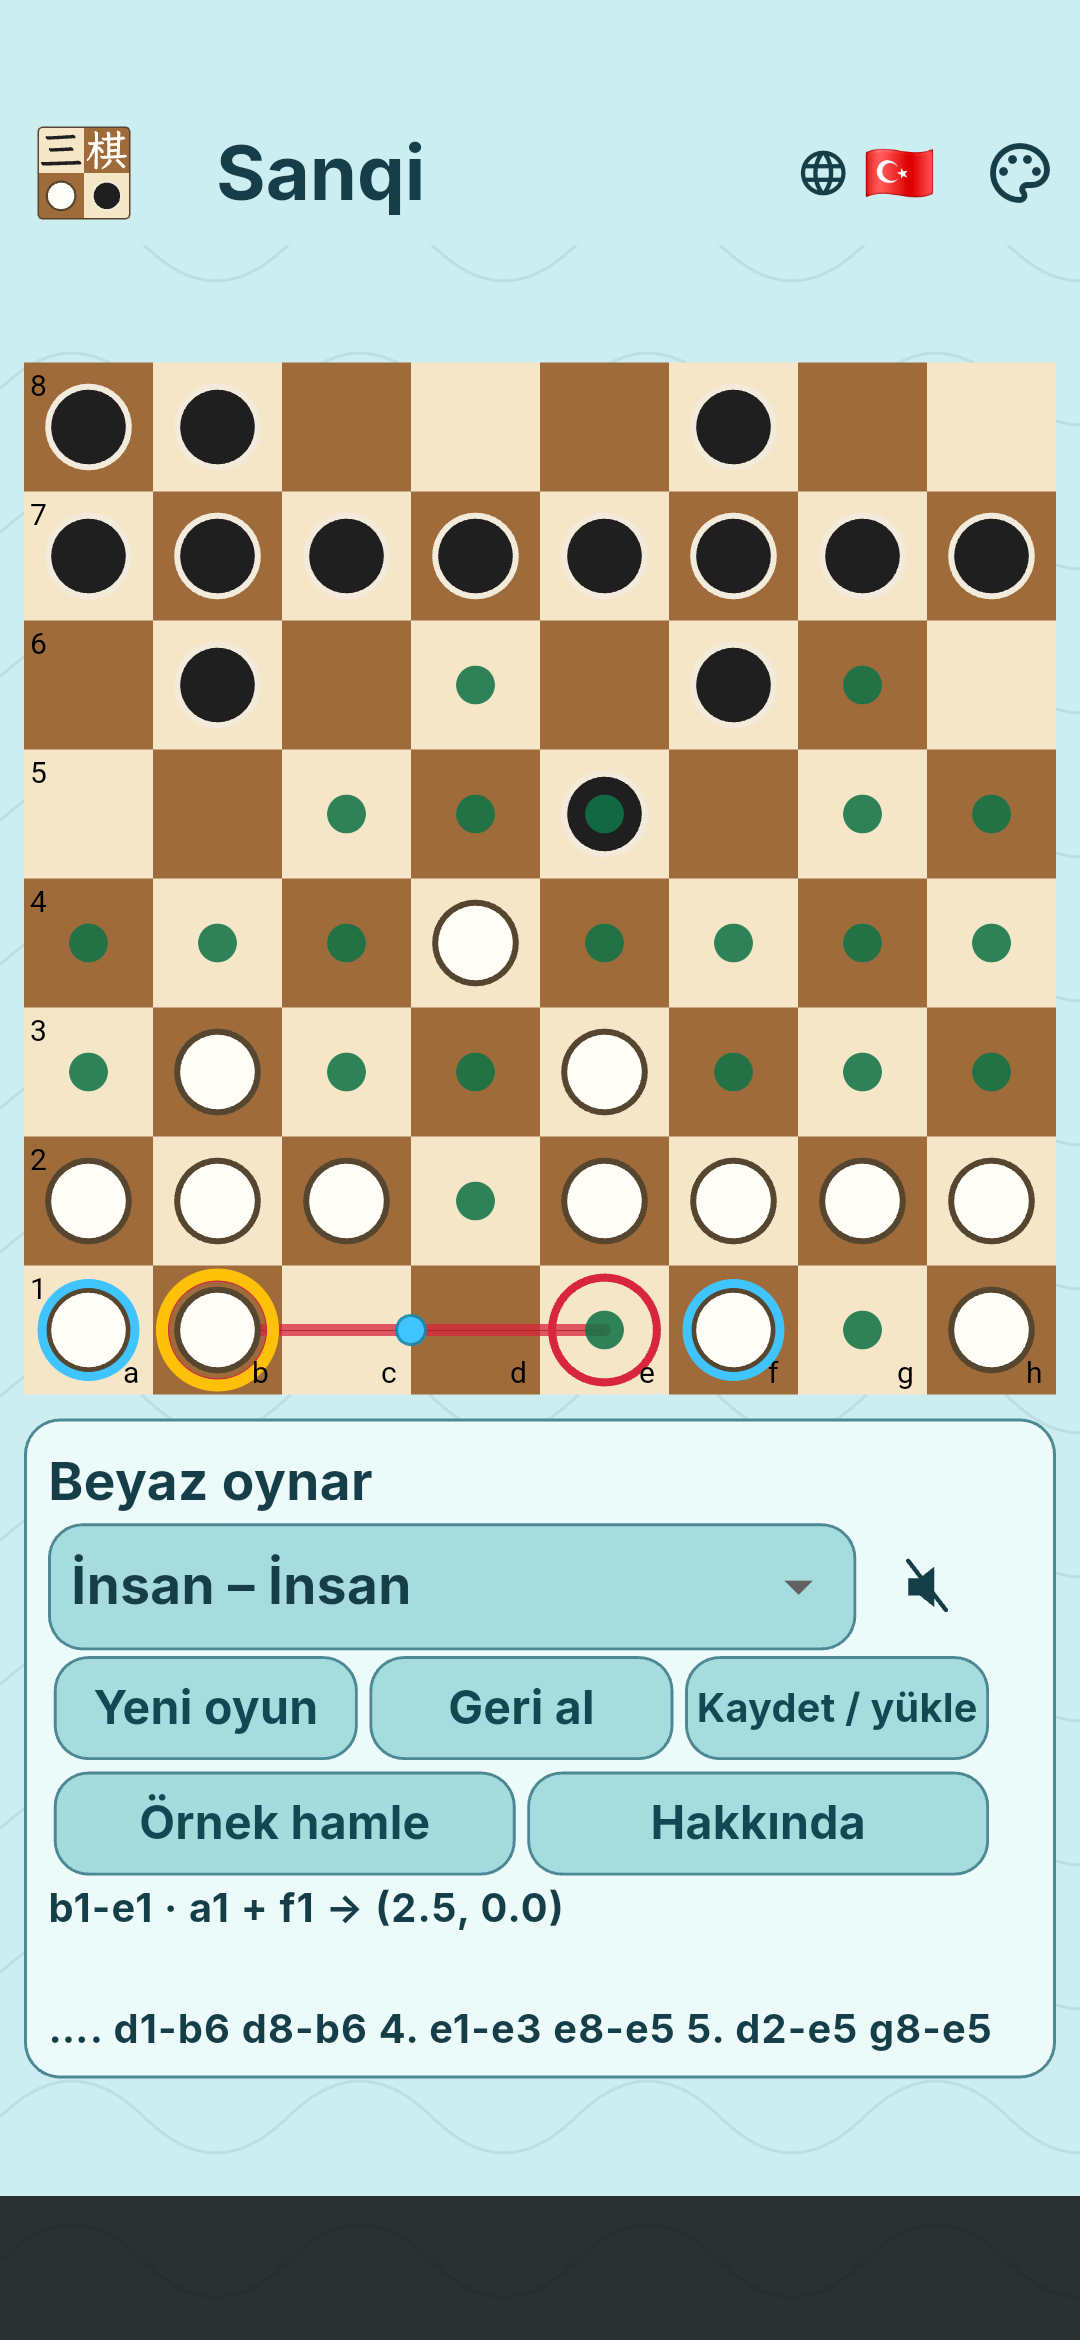 三棋
Sanqi
8
7
6
5
4
3
2
1
a b c d e f g h
Beyaz oynar
İnsan – İnsan
Yeni oyun
Geri al
Kaydet / yükle
Örnek hamle
Hakkında
b1-e1 · a1 + f1 → (2.5, 0.0)
.... d1-b6 d8-b6 4. e1-e3 e8-e5 5. d2-e5 g8-e5